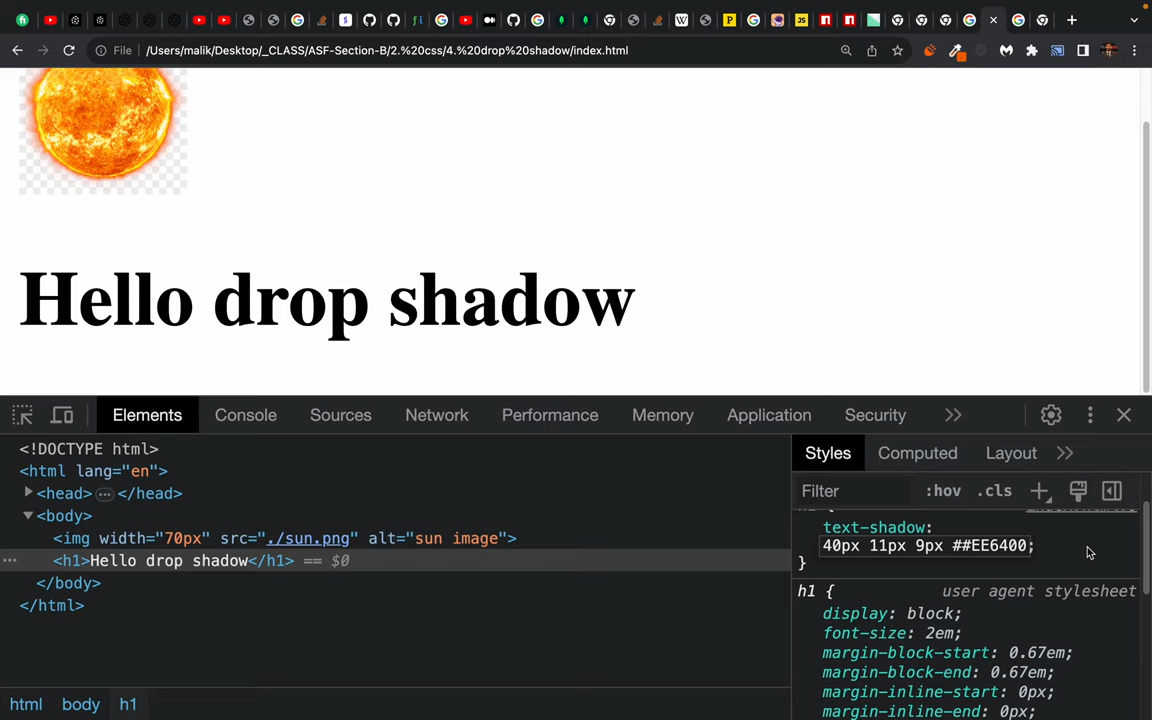 File /Users/malik/Desktop/_CLASS/ASF-Section-B/2.%20css/4.%20drop%20shadow/index.html
Hello drop shadow
Elements Console Sources Network Performance Memory Application Security
<!DOCTYPE html>
<html lang="en">
<head> … </head>
<body>
<img width="70px" src="./sun.png" alt="sun image">
<h1>Hello drop shadow</h1> == $0
</body>
</html>
html body h1
Styles Computed Layout
Filter :hov .cls
text-shadow:
40px 11px 9px ##EE6400;
}
h1 { user agent stylesheet
display: block;
font-size: 2em;
margin-block-start: 0.67em;
margin-block-end: 0.67em;
margin-inline-start: 0px;
margin-inline-end: 0px;